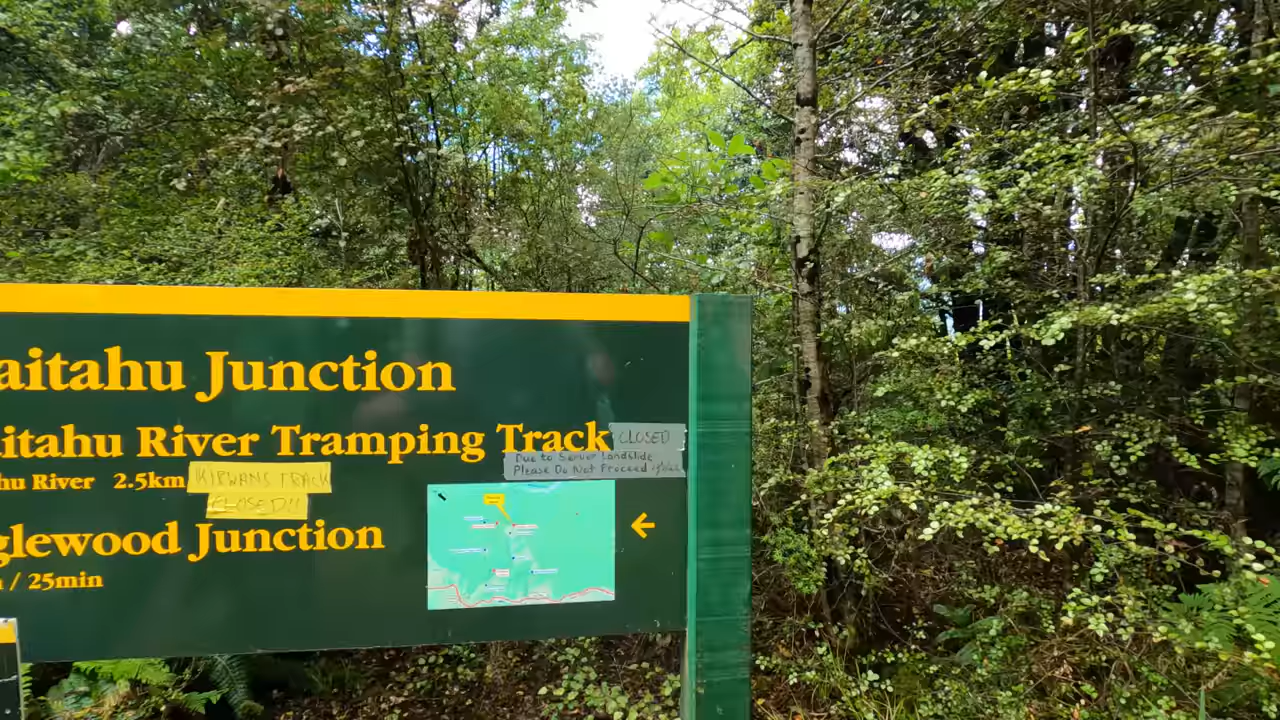 aitahu Junction
itahu River Tramping Track CLOSED
Due to Server Landslide
Please Do Not Proceed
hu River 2.5km
KIRWANS TRACK
CLOSED!!
glewood Junction
/ 25min